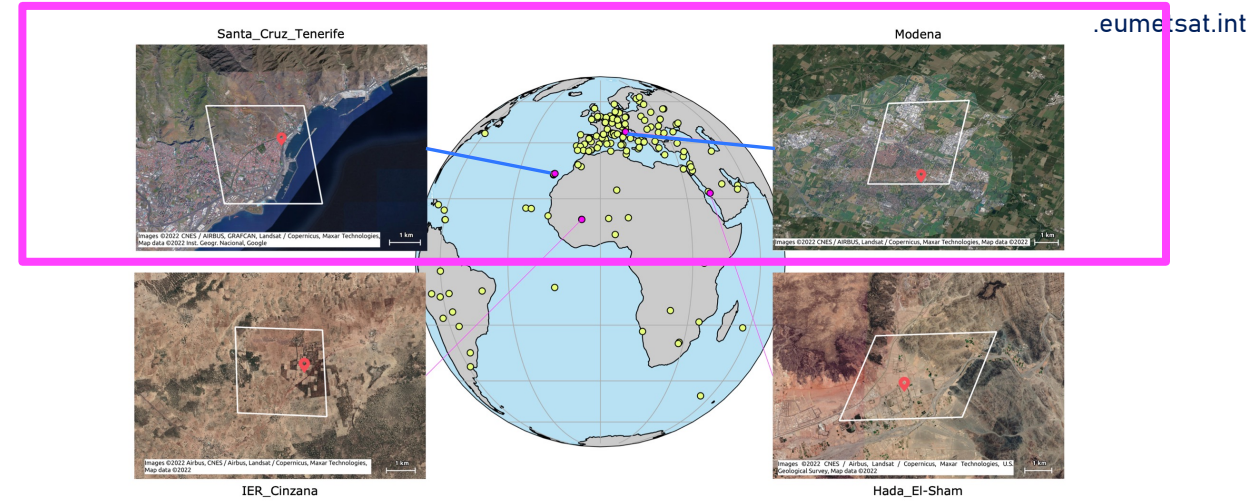 .eumetsat.int
Santa_Cruz_Tenerife
Modena
Images ©2022 CNES / AIRBUS, GRAFCAN, Landsat / Copernicus, Maxar Technologies,
Map data ©2022 Inst. Geogr. Nacional, Google
1 km
Images ©2022 CNES / AIRBUS, Landsat / Copernicus, Maxar Technologies, Map data ©2022
1 km
Images ©2022 Airbus, CNES / Airbus, Landsat / Copernicus, Maxar Technologies,
Map data ©2022
1 km
Images ©2022 CNES / Airbus, Landsat / Copernicus, Maxar Technologies, U.S.
Geological Survey, Map data ©2022
1 km
IER_Cinzana
Hada_El-Sham